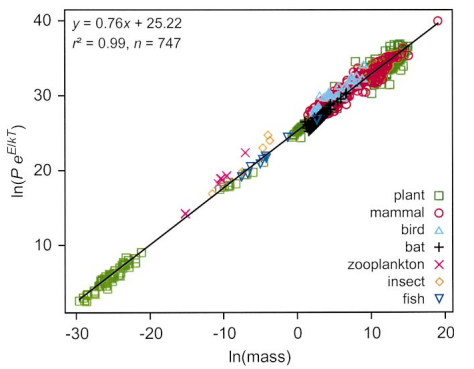 y = 0.76x + 25.22
r² = 0.99, n = 747
40
30
20
10
ln(P e^{E/kT})
-30 -20 -10 0 10 20
ln(mass)
plant
mammal
bird
bat
zooplankton
insect
fish